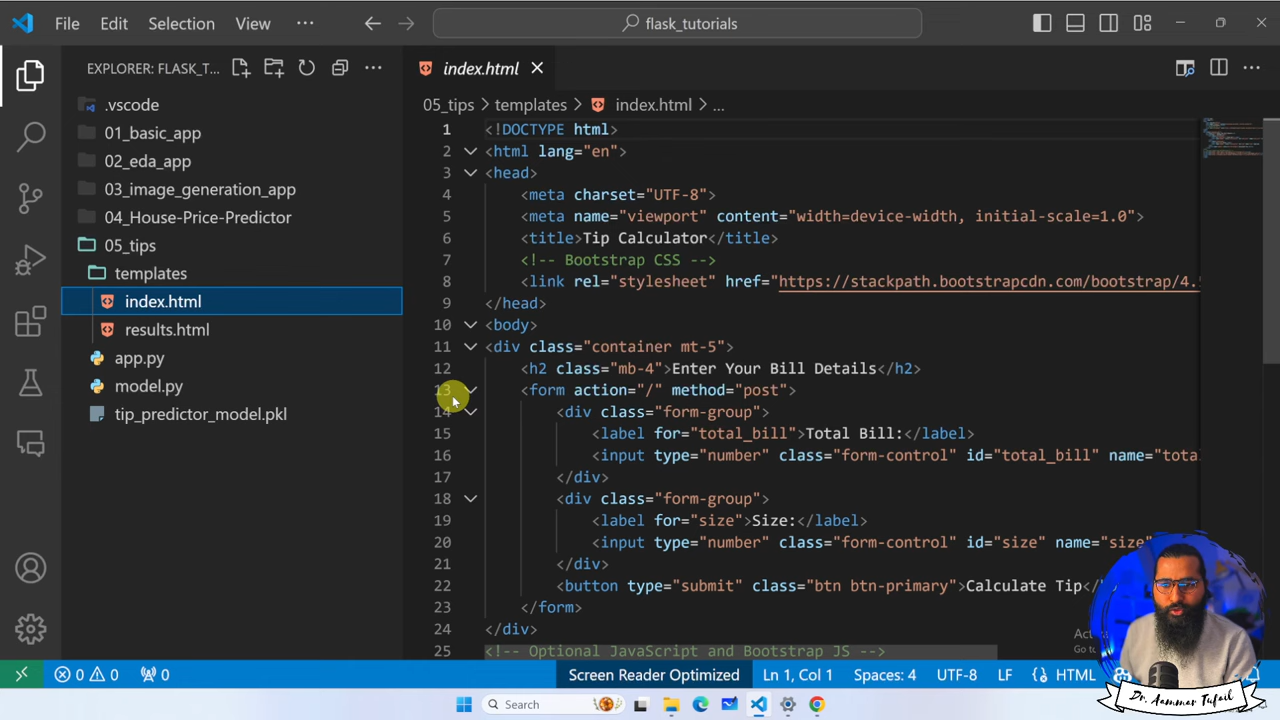 File Edit Selection View ··· flask_tutorials
EXPLORER: FLASK_T...
.vscode
01_basic_app
02_eda_app
03_image_generation_app
04_House-Price-Predictor
05_tips
templates
index.html
results.html
app.py
model.py
tip_predictor_model.pkl
index.html
05_tips > templates > index.html > ...
1 <!DOCTYPE html>
2 <html lang="en">
3 <head>
4 <meta charset="UTF-8">
5 <meta name="viewport" content="width=device-width, initial-scale=1.0">
6 <title>Tip Calculator</title>
7 <!-- Bootstrap CSS -->
8 <link rel="stylesheet" href="https://stackpath.bootstrapcdn.com/bootstrap/4.
9 </head>
10 <body>
11 <div class="container mt-5">
12 <h2 class="mb-4">Enter Your Bill Details</h2>
13 <form action="/" method="post">
14 <div class="form-group">
15 <label for="total_bill">Total Bill:</label>
16 <input type="number" class="form-control" id="total_bill" name="tota
17 </div>
18 <div class="form-group">
19 <label for="size">Size:</label>
20 <input type="number" class="form-control" id="size" name="size"
21 </div>
22 <button type="submit" class="btn btn-primary">Calculate Tip</
23 </form>
24 </div>
25 <!-- Optional JavaScript and Bootstrap JS -->
0 0 0 Screen Reader Optimized Ln 1, Col 1 Spaces: 4 UTF-8 LF HTML
Search
Dr. Aammar Tufail